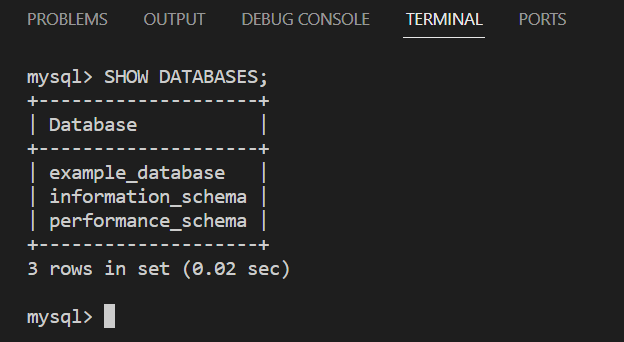 PROBLEMS OUTPUT DEBUG CONSOLE TERMINAL PORTS
mysql> SHOW DATABASES;
+--------------------+
| Database           |
+--------------------+
| example_database   |
| information_schema |
| performance_schema |
+--------------------+
3 rows in set (0.02 sec)
mysql>